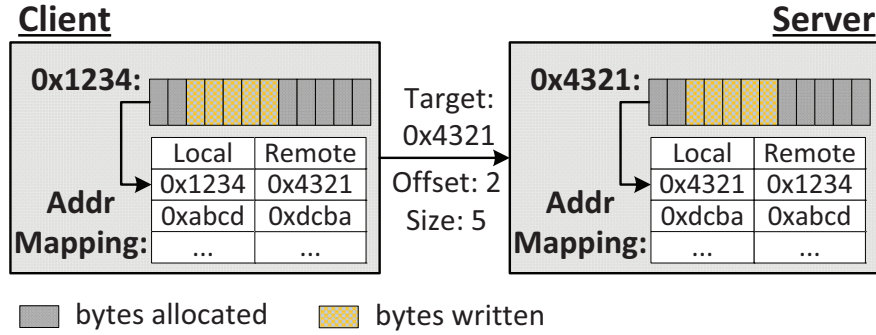 Client
Server
0x1234:
Local Remote
0x1234 0x4321
0xabcd 0xdcba
... ...
Addr
Mapping:
Target:
0x4321
Offset: 2
Size: 5
0x4321:
Local Remote
0x4321 0x1234
0xdcba 0xabcd
... ...
Addr
Mapping:
bytes allocated
bytes written